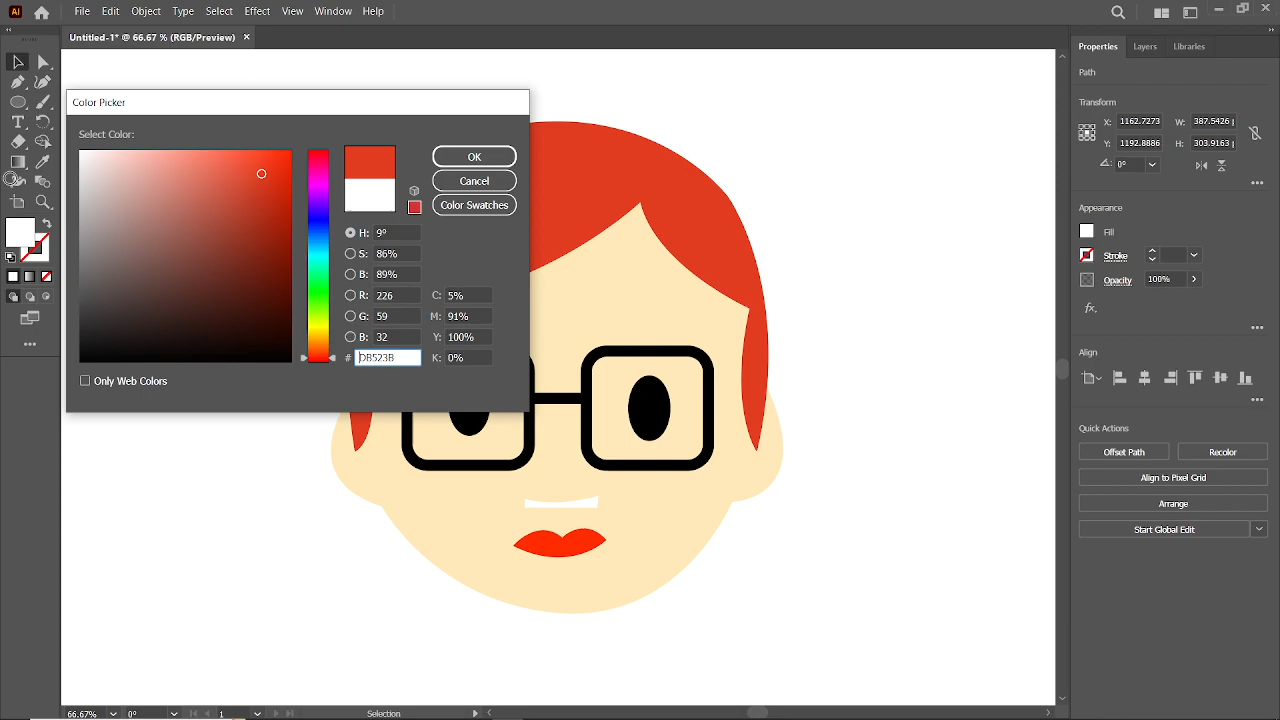 Ai File Edit Object Type Select Effect View Window Help
Untitled-1* @ 66.67 % (RGB/Preview) ×
Color Picker
Select Color:
OK
Cancel
Color Swatches
H: 9°
S: 86%
B: 89%
R: 226 C: 5%
G: 59 M: 91%
B: 32 Y: 100%
# DB523B K: 0%
Only Web Colors
Properties Layers Libraries
Path
Transform
X: 1162.7273 W: 387.5426
Y: 1192.8886 H: 303.9163
0°
Appearance
Fill
Stroke
Opacity 100%
fx.
Align
Quick Actions
Offset Path Recolor
Align to Pixel Grid
Arrange
Start Global Edit
66.67% 0° 1 Selection